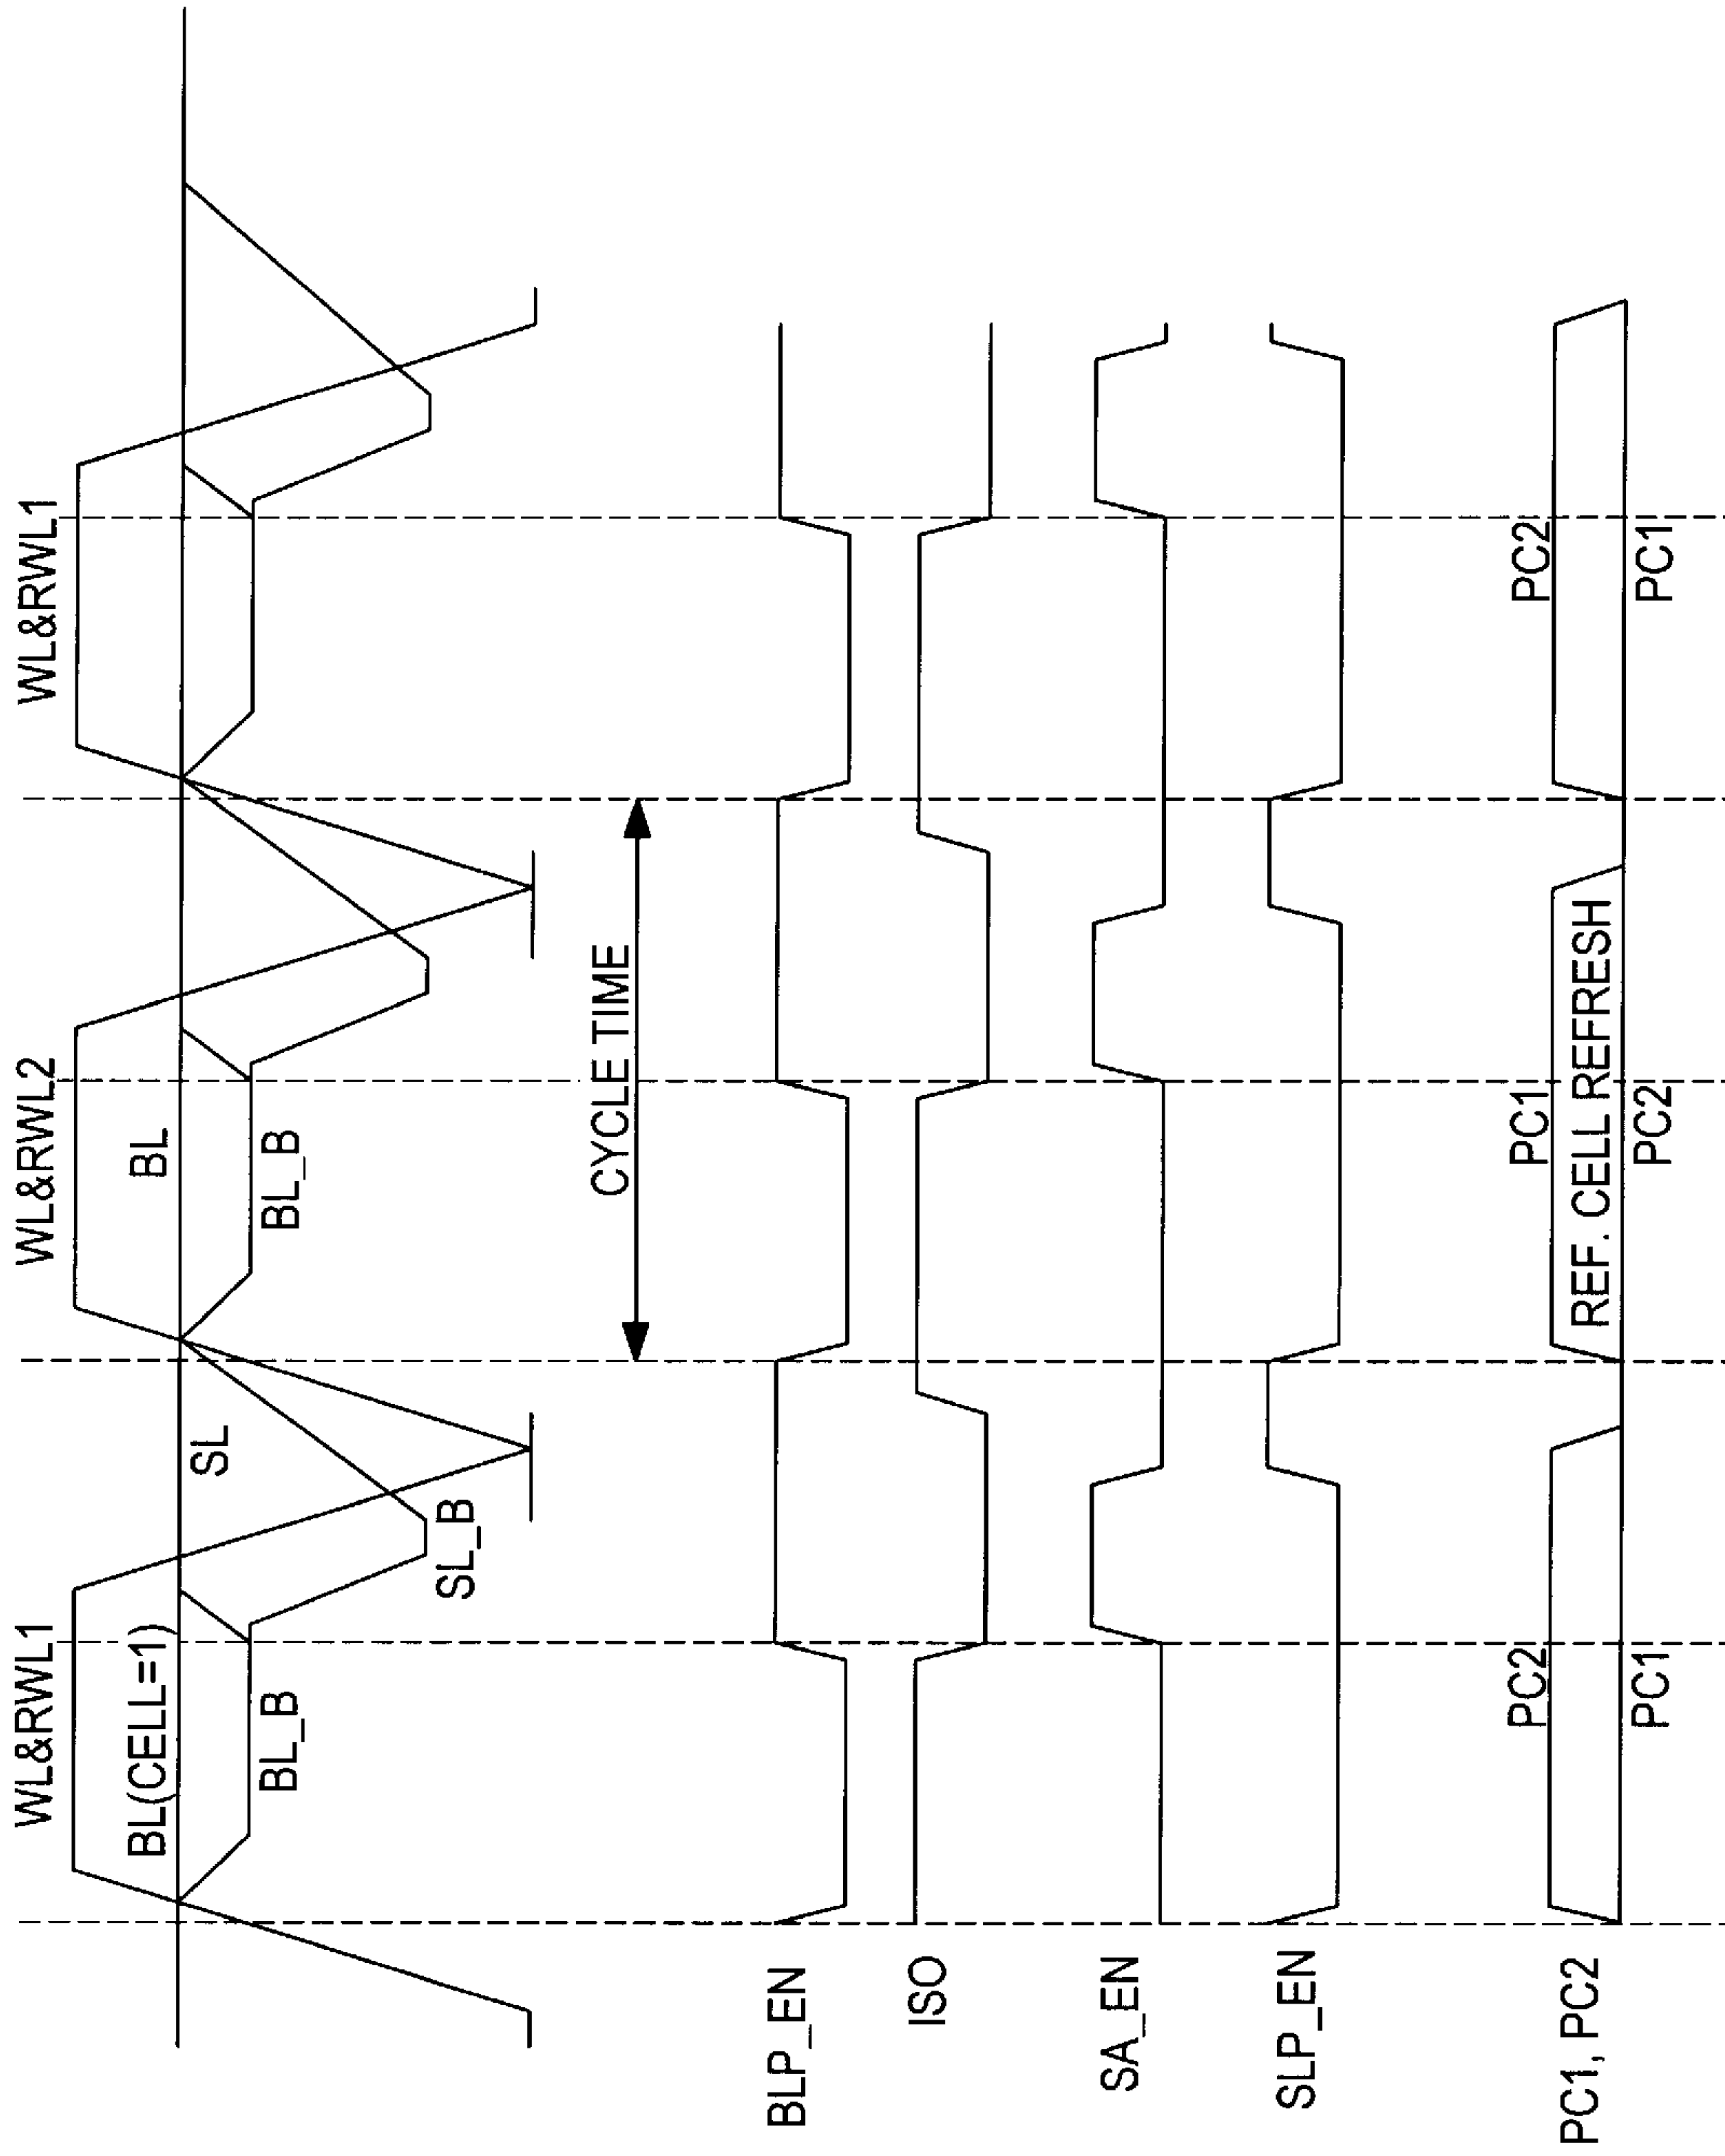 WL&RWL1
WL&RWL2
WL&RWL1
BL(CELL=1)
SL
BL
BL_B
SL_B
BL_B
CYCLE TIME
BLP_EN
ISO
SA_EN
SLP_EN
PC1, PC2
PC2
PC1
PC2
REF. CELL REFRESH
PC1
PC2
PC1